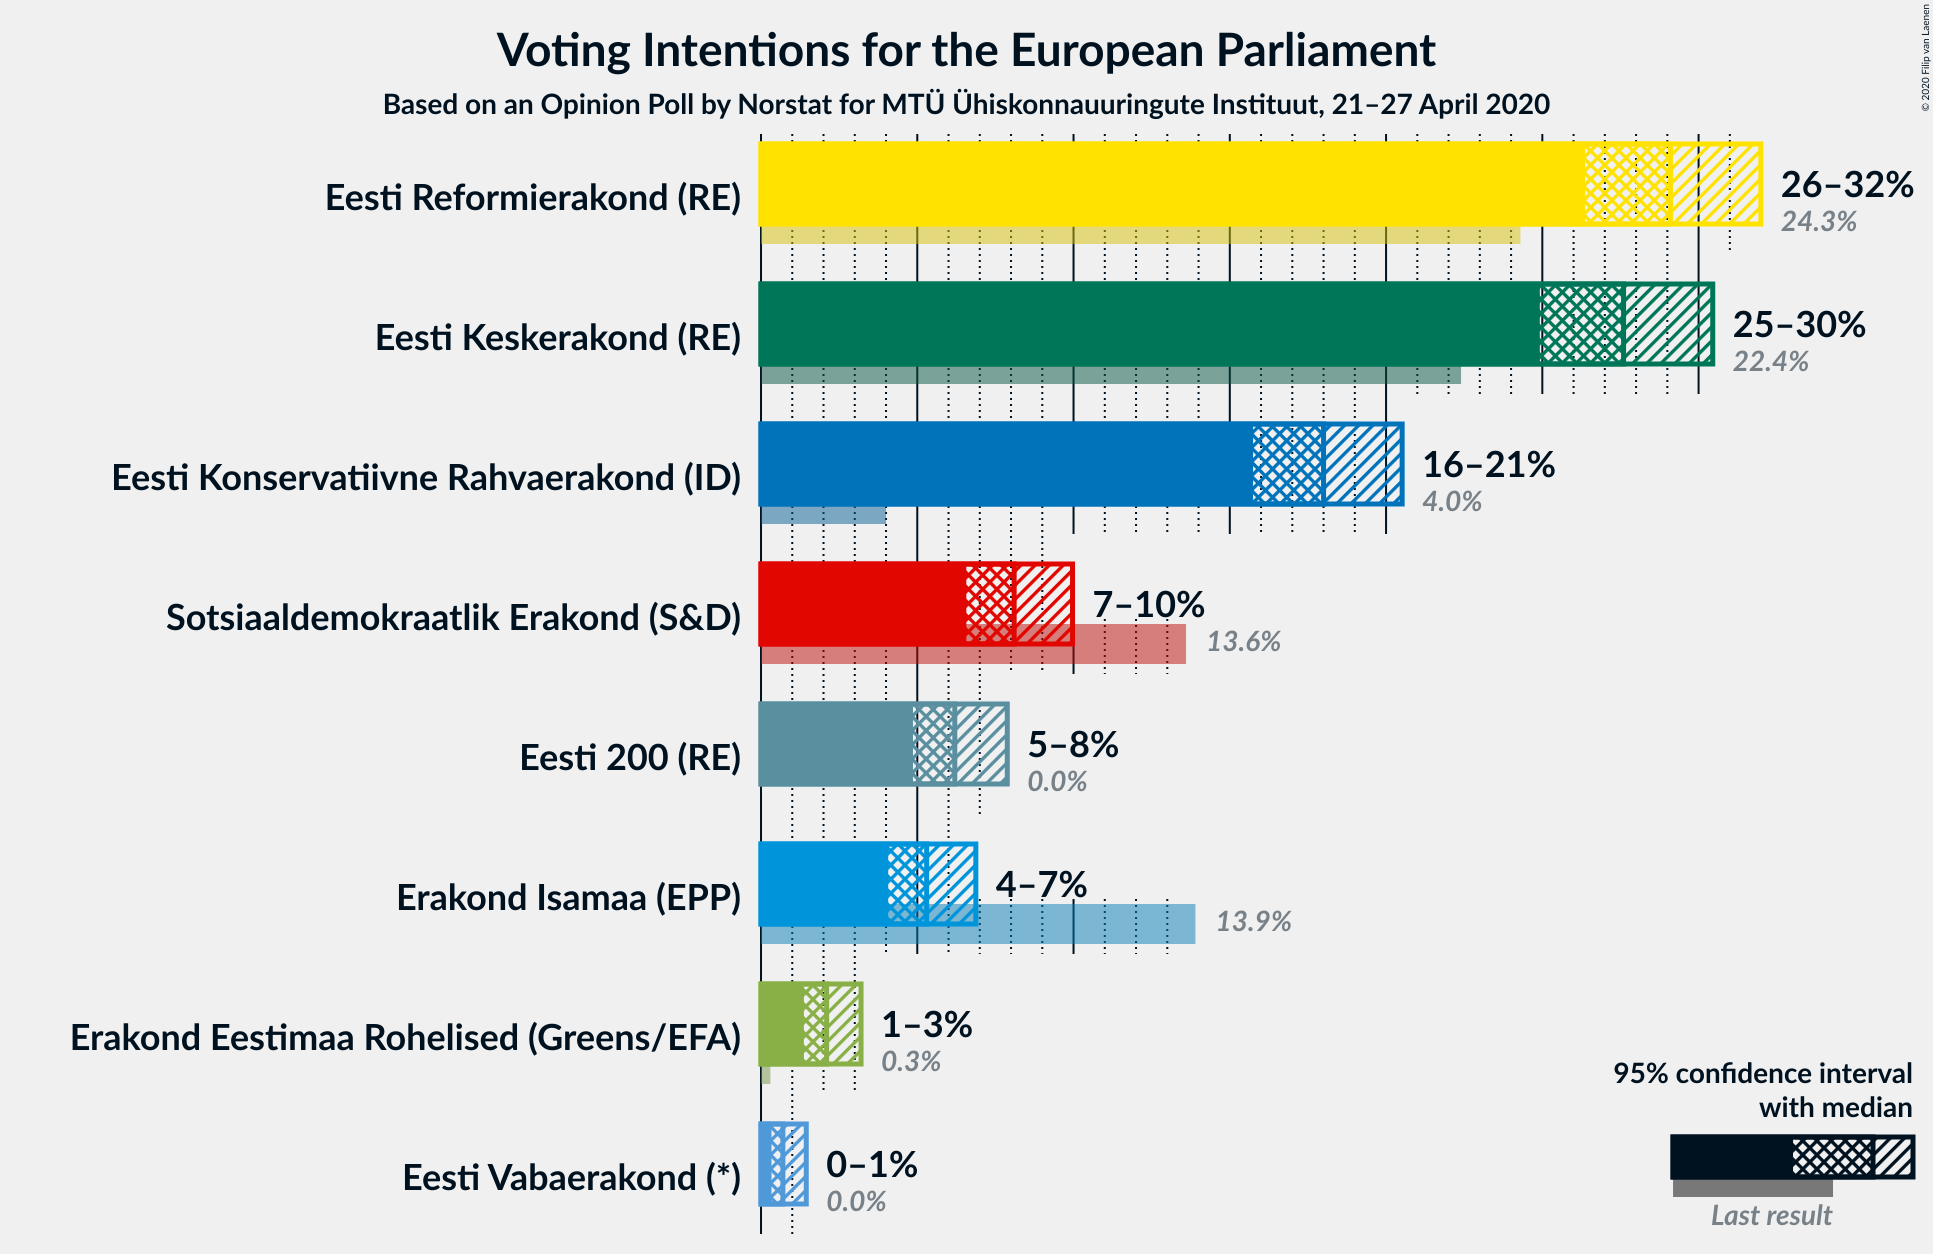 Voting Intentions for the European Parliament
Based on an Opinion Poll by Norstat for MTÜ Ühiskonnauuringute Instituut, 21–27 April 2020
© 2020 Filip van Laenen
Eesti Reformierakond (RE)
26–32%
24.3%
Eesti Keskerakond (RE)
25–30%
22.4%
Eesti Konservatiivne Rahvaerakond (ID)
16–21%
4.0%
Sotsiaaldemokraatlik Erakond (S&D)
7–10%
13.6%
Eesti 200 (RE)
5–8%
0.0%
Erakond Isamaa (EPP)
4–7%
13.9%
Erakond Eestimaa Rohelised (Greens/EFA)
1–3%
0.3%
Eesti Vabaerakond (*)
0–1%
0.0%
95% confidence interval
with median
Last result